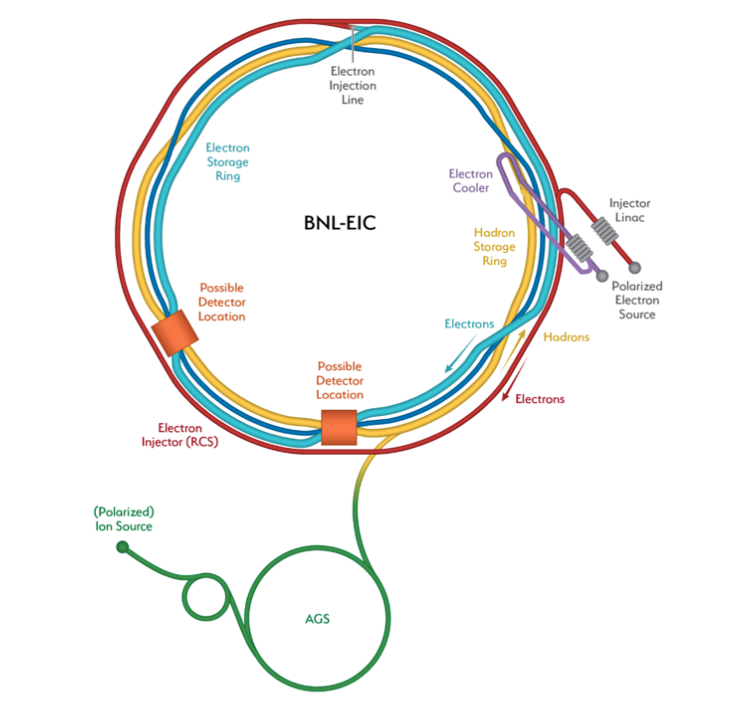 Electron
Injection
Line
Electron
Storage
Ring
Electron
Cooler
BNL-EIC
Injector
Linac
Hadron
Storage
Ring
Polarized
Electron
Source
Possible
Detector
Location
Electrons
Hadrons
Possible
Detector
Location
Electrons
Electron
Injector (RCS)
(Polarized)
Ion Source
AGS